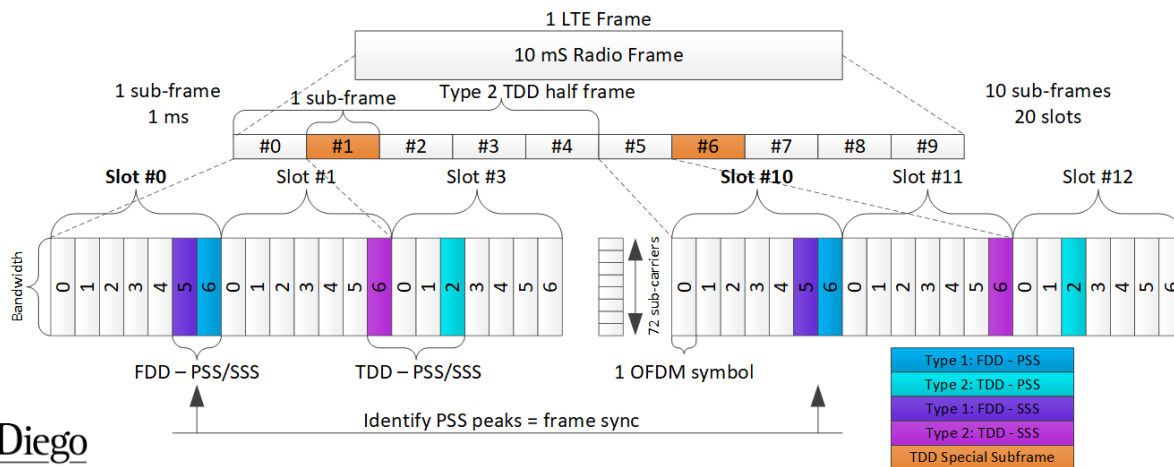 1 LTE Frame
10 mS Radio Frame
1 sub-frame
1 ms
1 sub-frame
Type 2 TDD half frame
10 sub-frames
20 slots
#0 #1 #2 #3 #4 #5 #6 #7 #8 #9
Slot #0 Slot #1 Slot #3 Slot #10 Slot #11 Slot #12
Bandwidth
0 1 2 3 4 5 6 0 1 2 3 4 5 6 0 1 2 3 4 5 6
72 sub-carriers
0 1 2 3 4 5 6 0 1 2 3 4 5 6 0 1 2 3 4 5 6
FDD – PSS/SSS
TDD – PSS/SSS
1 OFDM symbol
Identify PSS peaks = frame sync
Type 1: FDD - PSS
Type 2: TDD - PSS
Type 1: FDD - SSS
Type 2: TDD - SSS
TDD Special Subframe
Diego